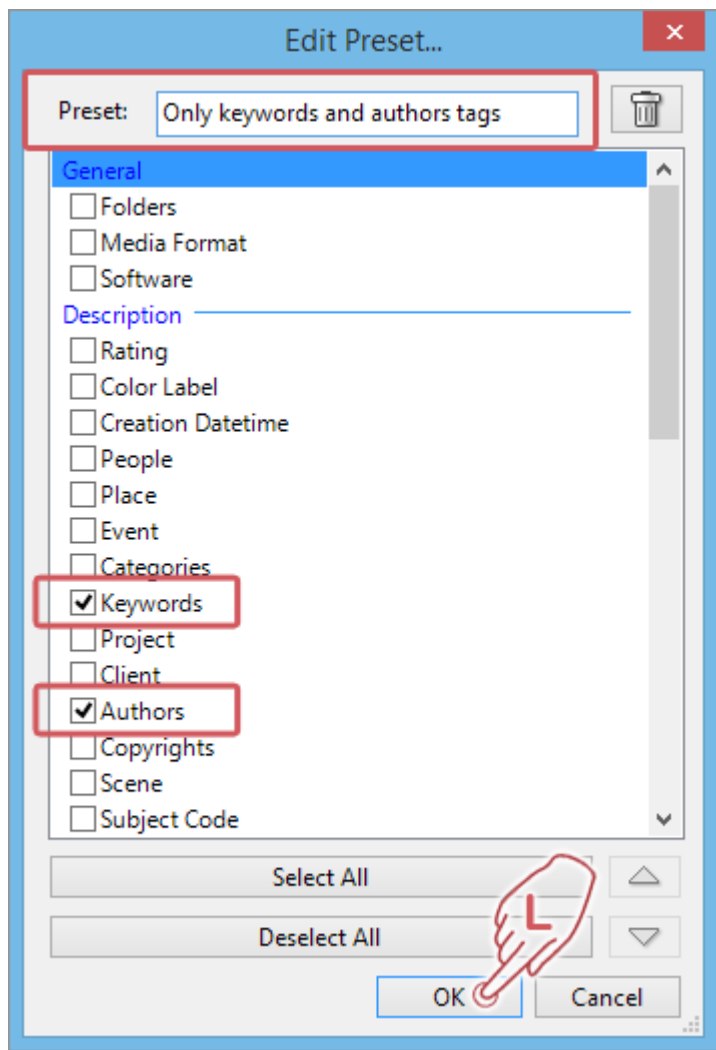 Edit Preset...
Preset: Only keywords and authors tags
General
Folders
Media Format
Software
Description
Rating
Color Label
Creation Datetime
People
Place
Event
Categories
Keywords
Project
Client
Authors
Copyrights
Scene
Subject Code
Select All
L
Deselect All
OK Cancel